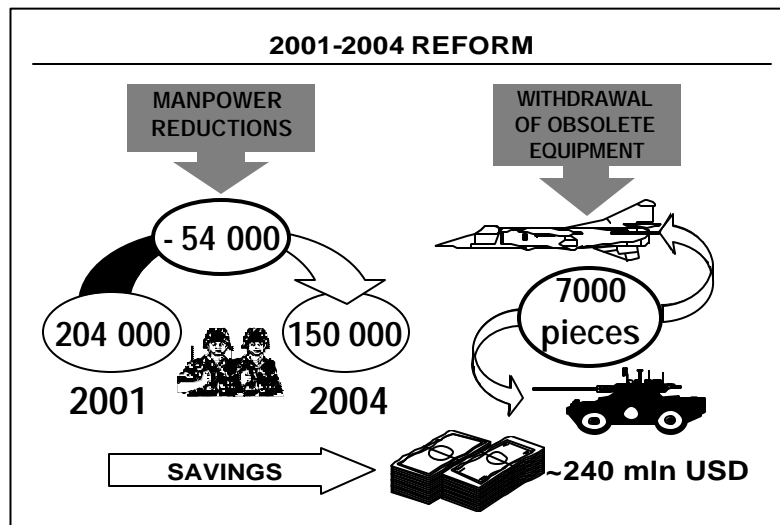 2001-2004 REFORM
MANPOWER
REDUCTIONS
WITHDRAWAL
OF OBSOLETE
EQUIPMENT
- 54 000
204 000
150 000
2001
2004
7000
pieces
SAVINGS
~240 mln USD